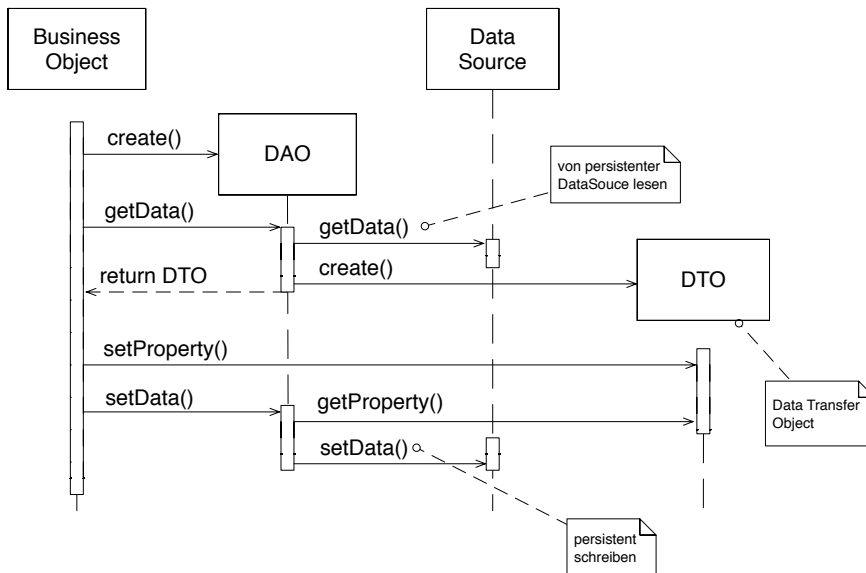 Business
Object
Data
Source
create()
DAO
von persistenter
DataSouce lesen
getData()
getData()
create()
return DTO
DTO
setProperty()
setData()
getProperty()
Data Transfer
Object
setData()
persistent
schreiben